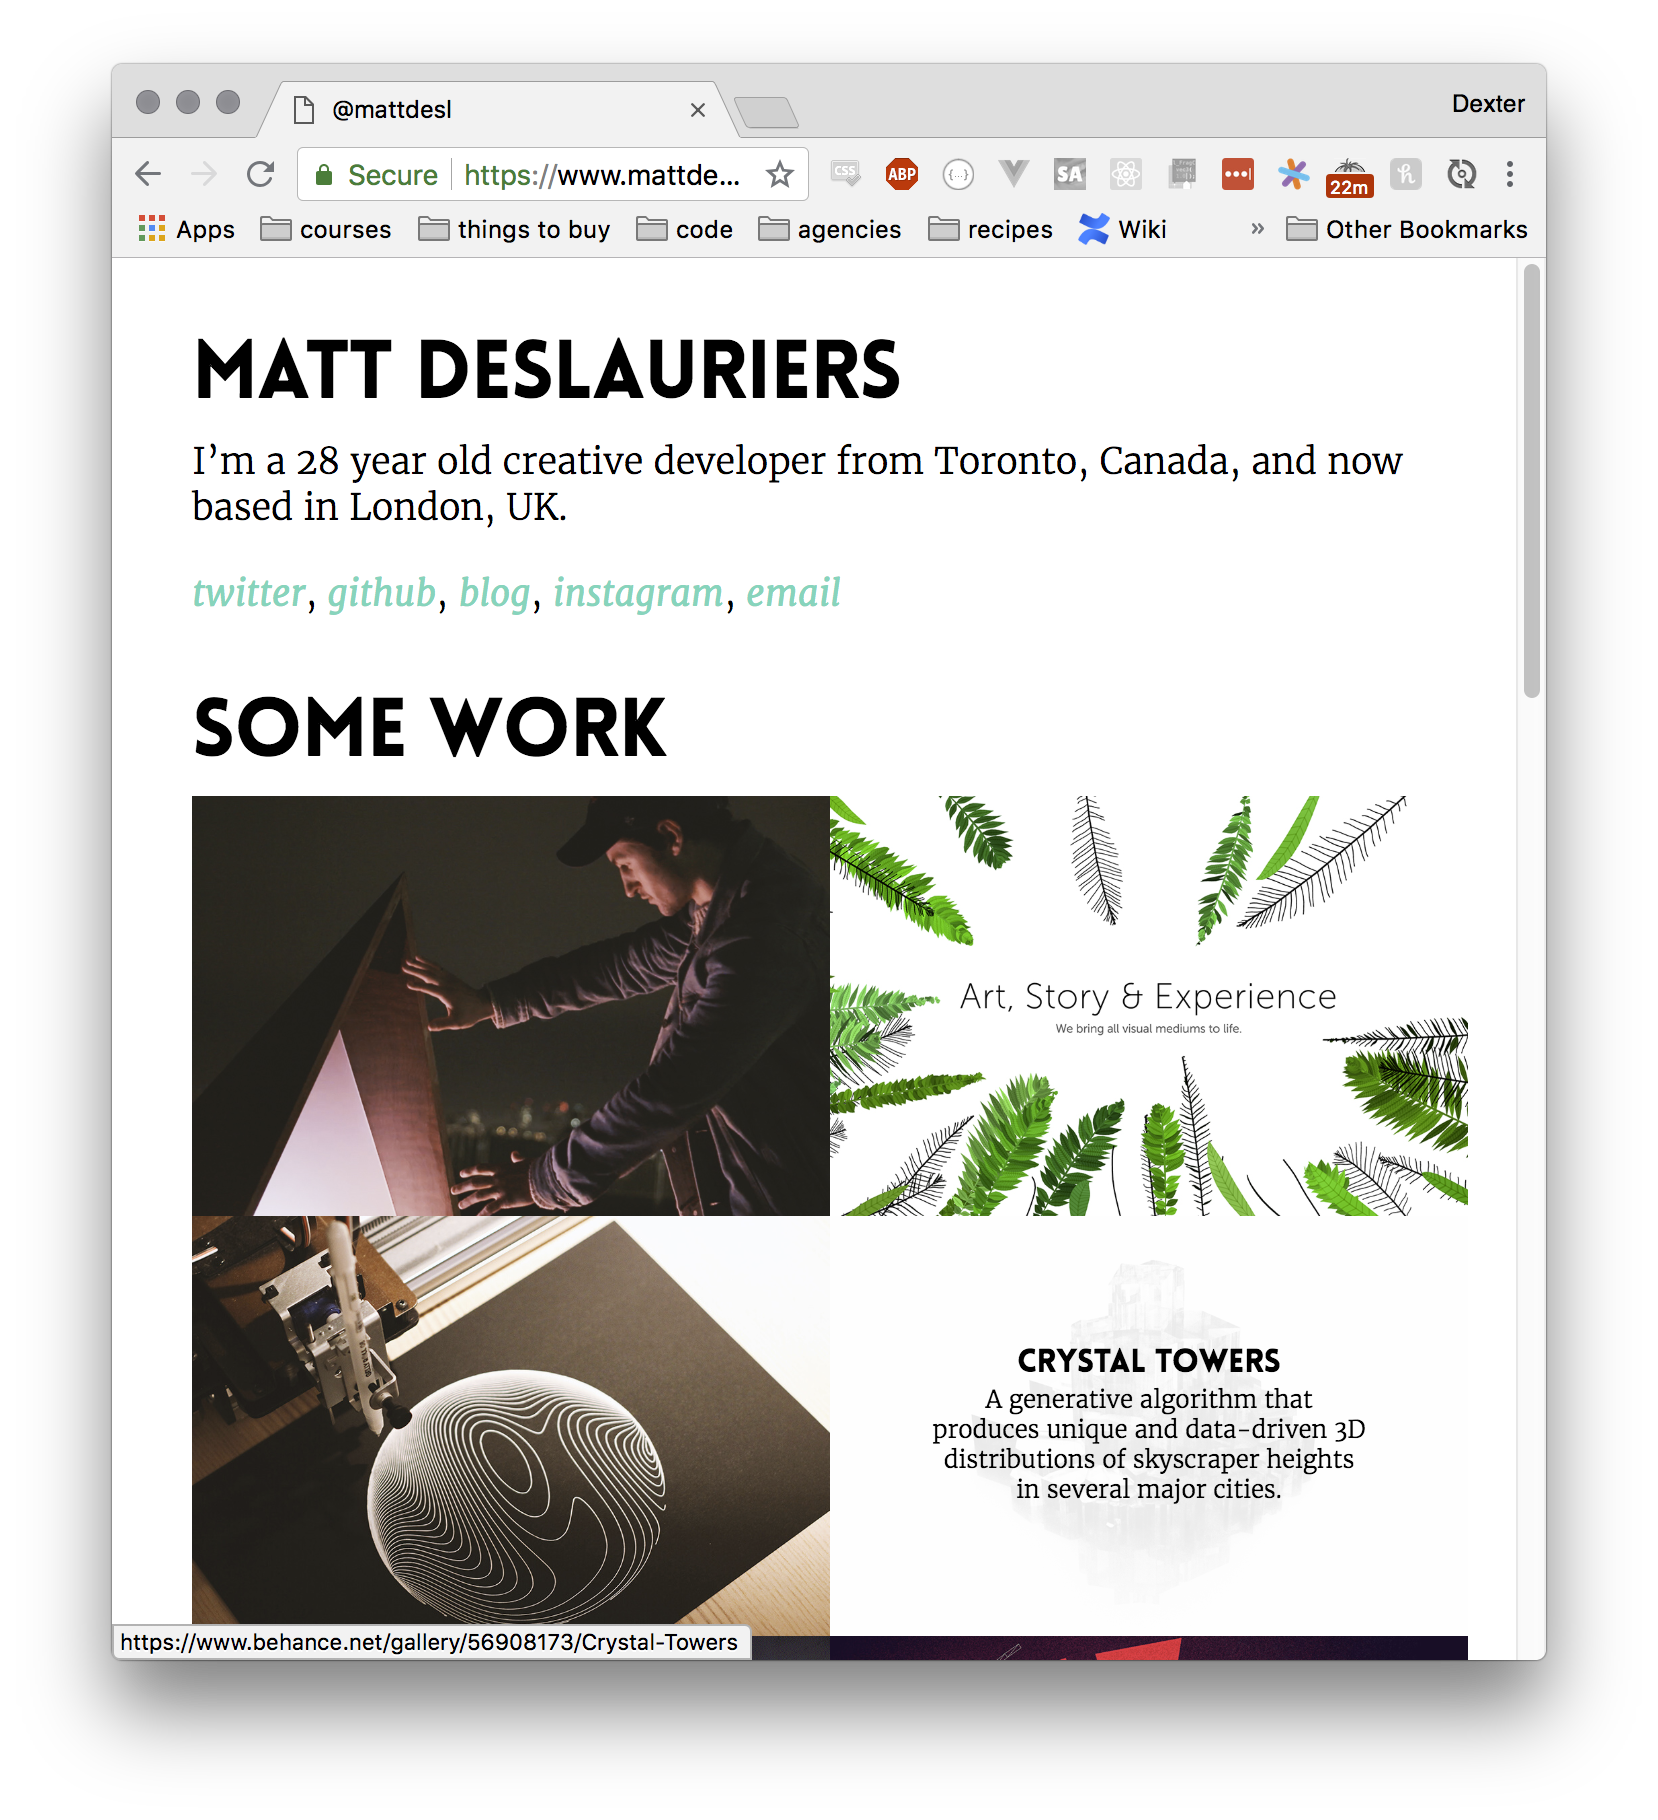 @mattdesl
Dexter
Secure https://www.mattde...
CSS
ABP
{...}
SA
22m
Apps courses things to buy code agencies recipes Wiki » Other Bookmarks
MATT DESLAURIERS
I’m a 28 year old creative developer from Toronto, Canada, and now
based in London, UK.
twitter, github, blog, instagram, email
SOME WORK
Art, Story & Experience
We bring all visual mediums to life.
CRYSTAL TOWERS
A generative algorithm that
produces unique and data-driven 3D
distributions of skyscraper heights
in several major cities.
https://www.behance.net/gallery/56908173/Crystal-Towers